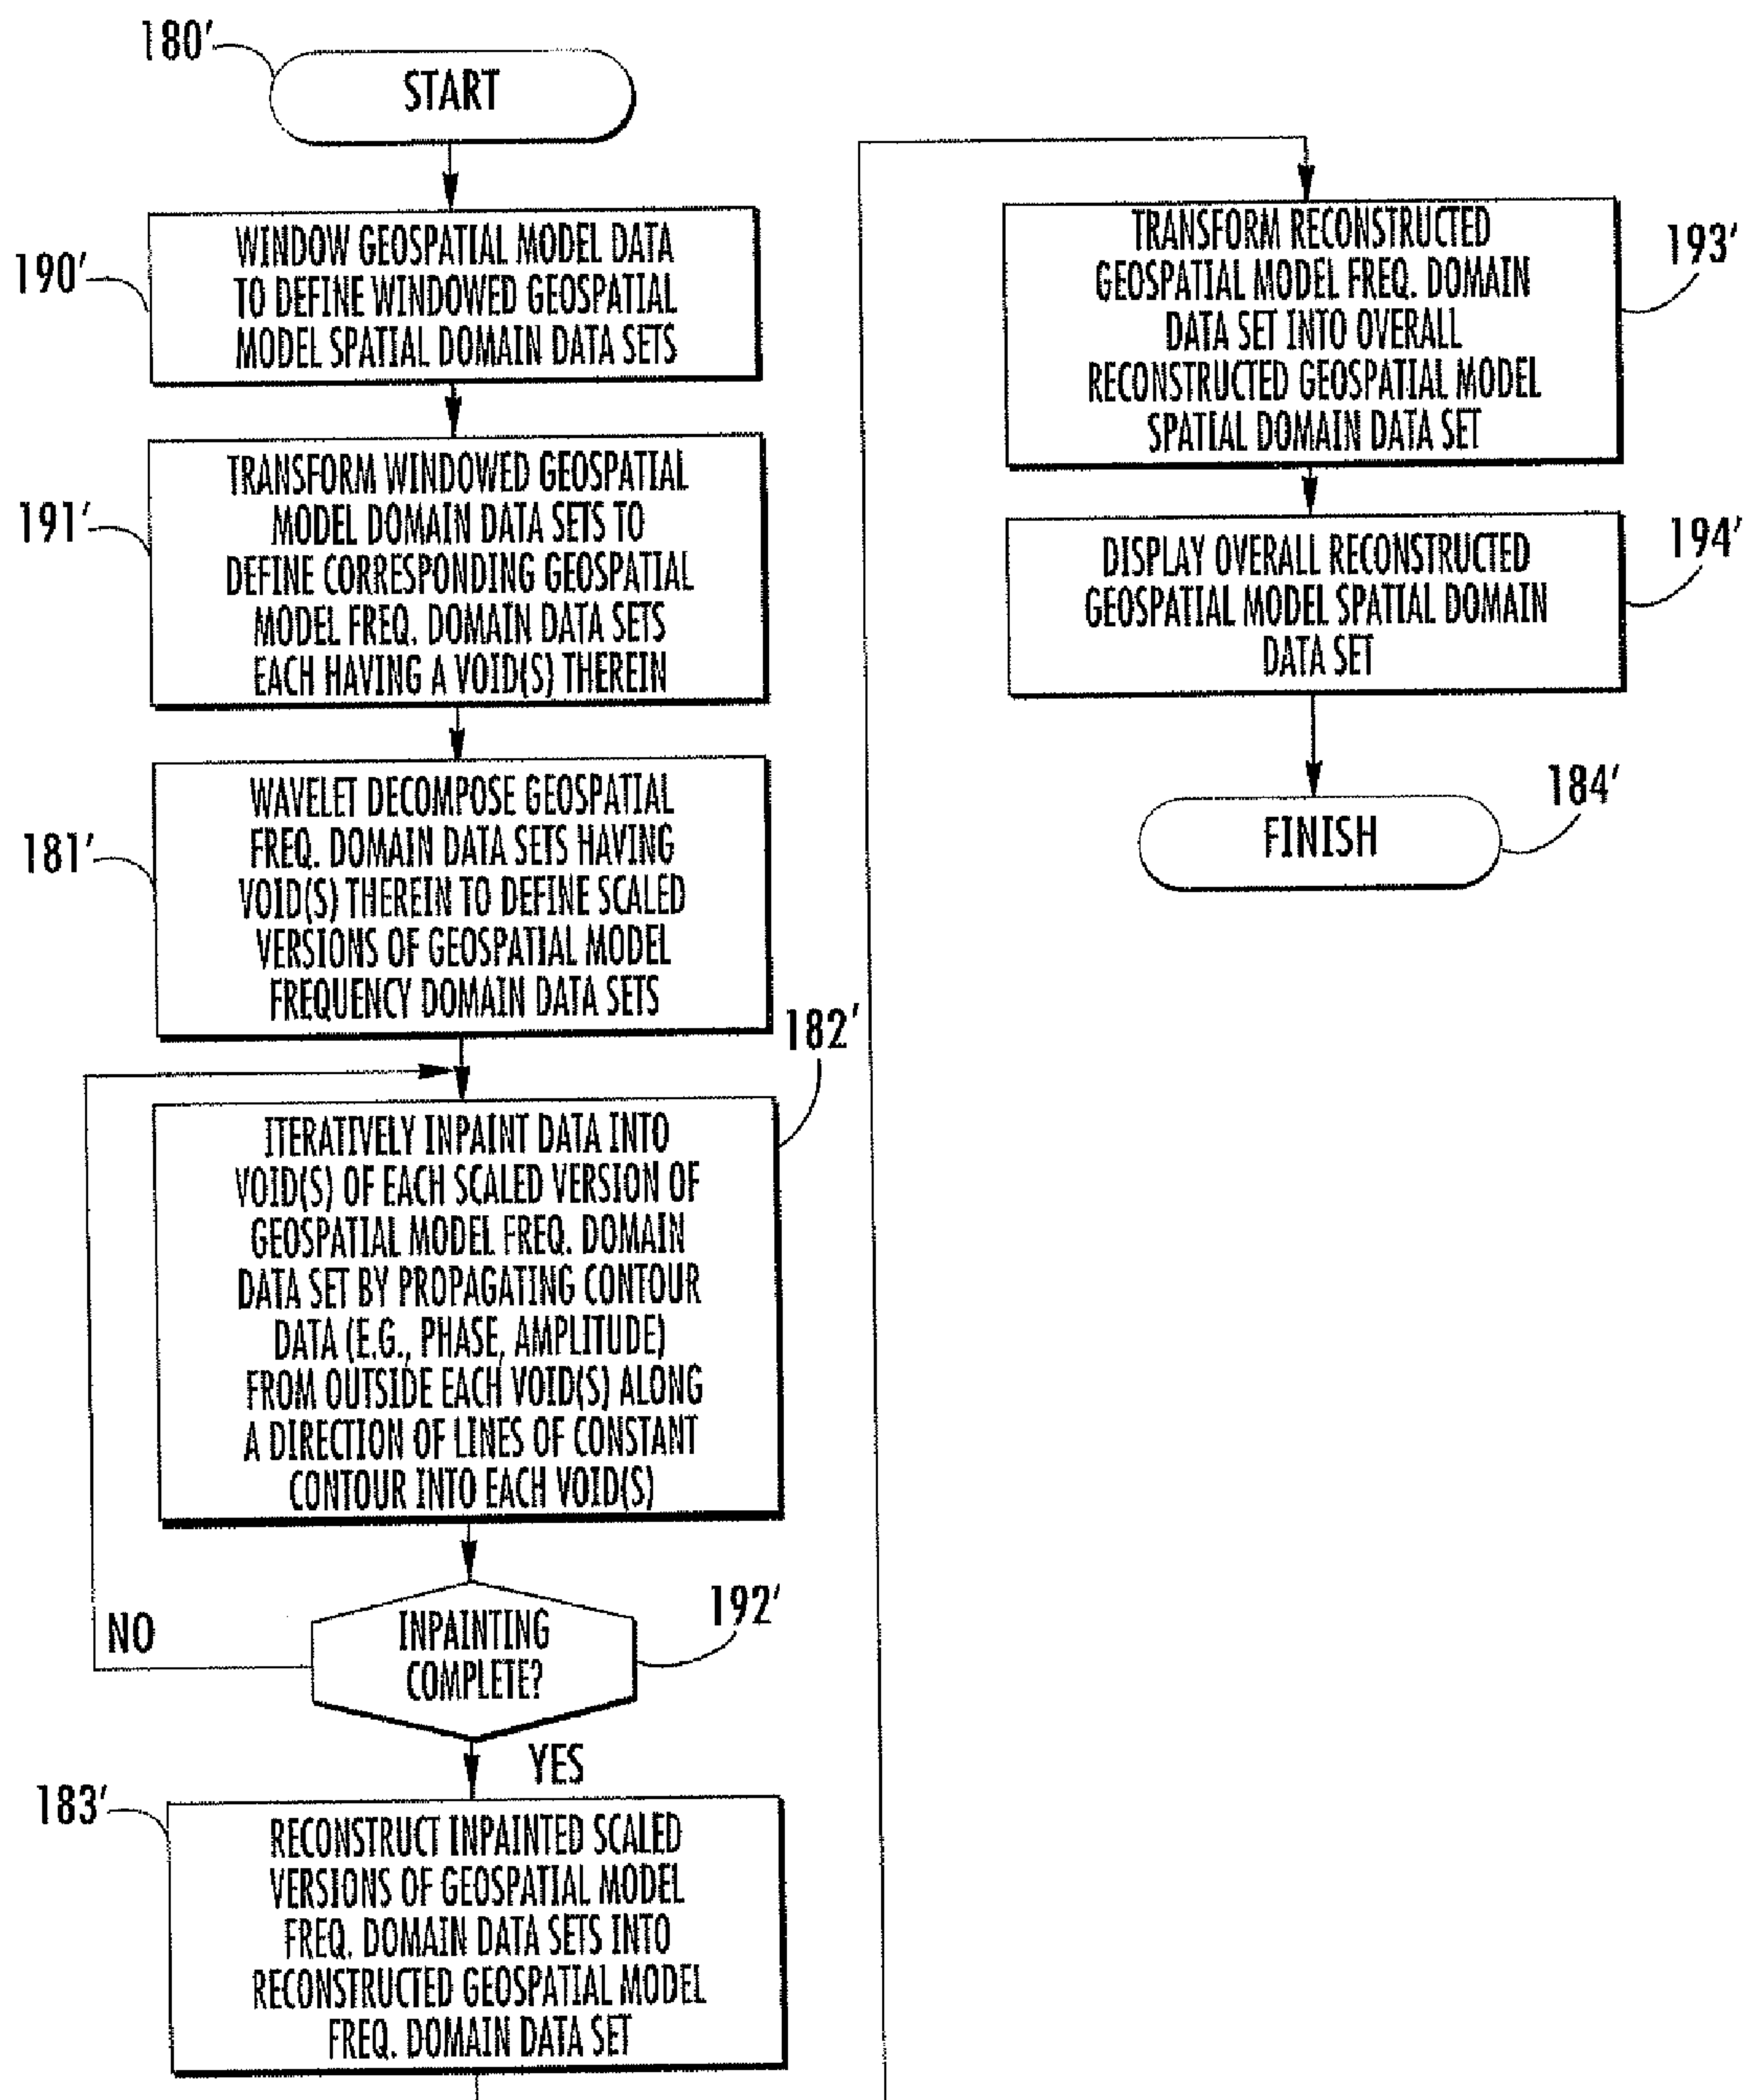 180'
START
190'
WINDOW GEOSPATIAL MODEL DATA
TO DEFINE WINDOWED GEOSPATIAL
MODEL SPATIAL DOMAIN DATA SETS
191'
TRANSFORM WINDOWED GEOSPATIAL
MODEL DOMAIN DATA SETS TO
DEFINE CORRESPONDING GEOSPATIAL
MODEL FREQ. DOMAIN DATA SETS
EACH HAVING A VOID(S) THEREIN
181'
WAVELET DECOMPOSE GEOSPATIAL
FREQ. DOMAIN DATA SETS HAVING
VOID(S) THEREIN TO DEFINE SCALED
VERSIONS OF GEOSPATIAL MODEL
FREQUENCY DOMAIN DATA SETS
182'
ITERATIVELY INPAINT DATA INTO
VOID(S) OF EACH SCALED VERSION OF
GEOSPATIAL MODEL FREQ. DOMAIN
DATA SET BY PROPAGATING CONTOUR
DATA (E.G., PHASE, AMPLITUDE)
FROM OUTSIDE EACH VOID(S) ALONG
A DIRECTION OF LINES OF CONSTANT
CONTOUR INTO EACH VOID(S)
192'
INPAINTING
COMPLETE?
NO
YES
183'
RECONSTRUCT INPAINTED SCALED
VERSIONS OF GEOSPATIAL MODEL
FREQ. DOMAIN DATA SETS INTO
RECONSTRUCTED GEOSPATIAL MODEL
FREQ. DOMAIN DATA SET
193'
TRANSFORM RECONSTRUCTED
GEOSPATIAL MODEL FREQ. DOMAIN
DATA SET INTO OVERALL
RECONSTRUCTED GEOSPATIAL MODEL
SPATIAL DOMAIN DATA SET
194'
DISPLAY OVERALL RECONSTRUCTED
GEOSPATIAL MODEL SPATIAL DOMAIN
DATA SET
184'
FINISH